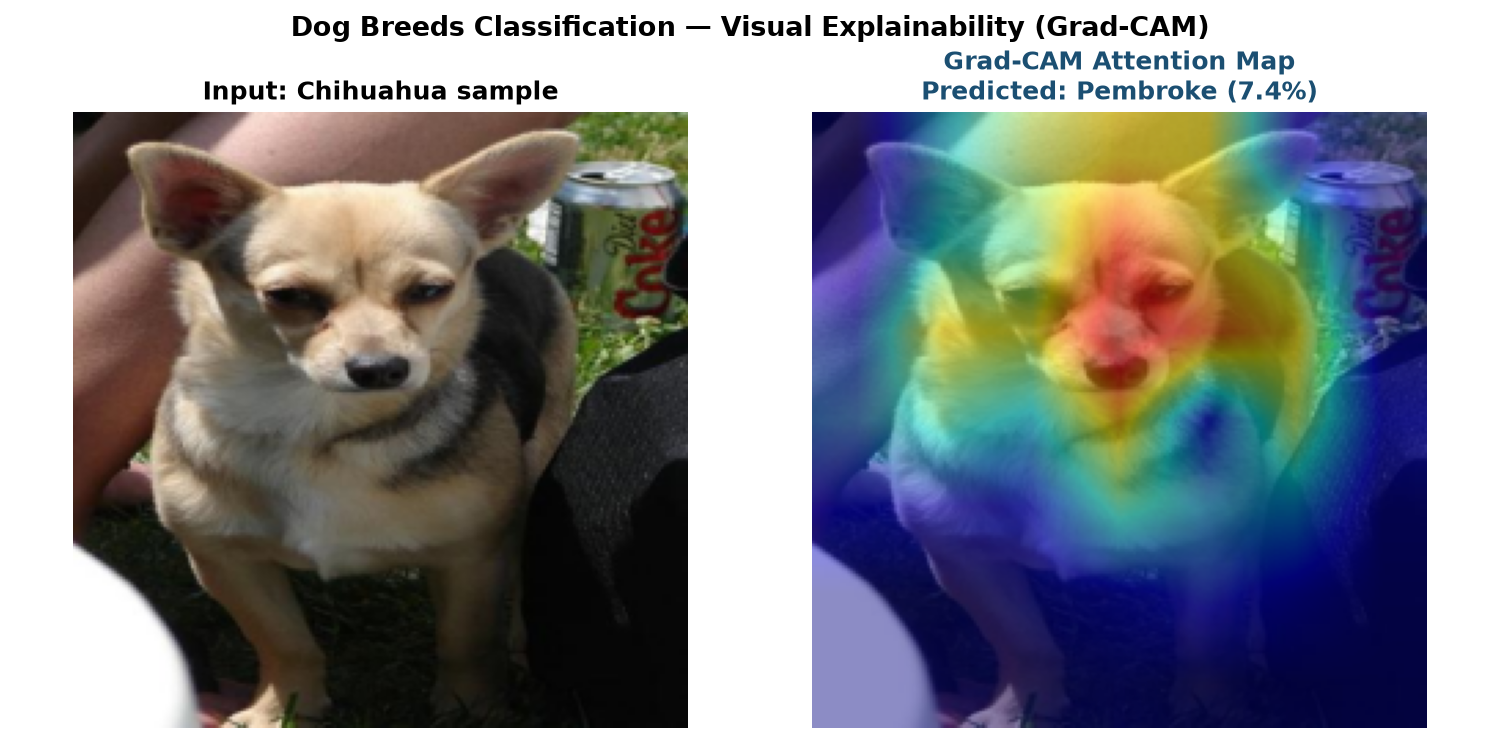 Dog Breeds Classification — Visual Explainability (Grad-CAM)
Input: Chihuahua sample
Grad-CAM Attention Map
Predicted: Pembroke (7.4%)
Diet
Coke
Diet
Coke